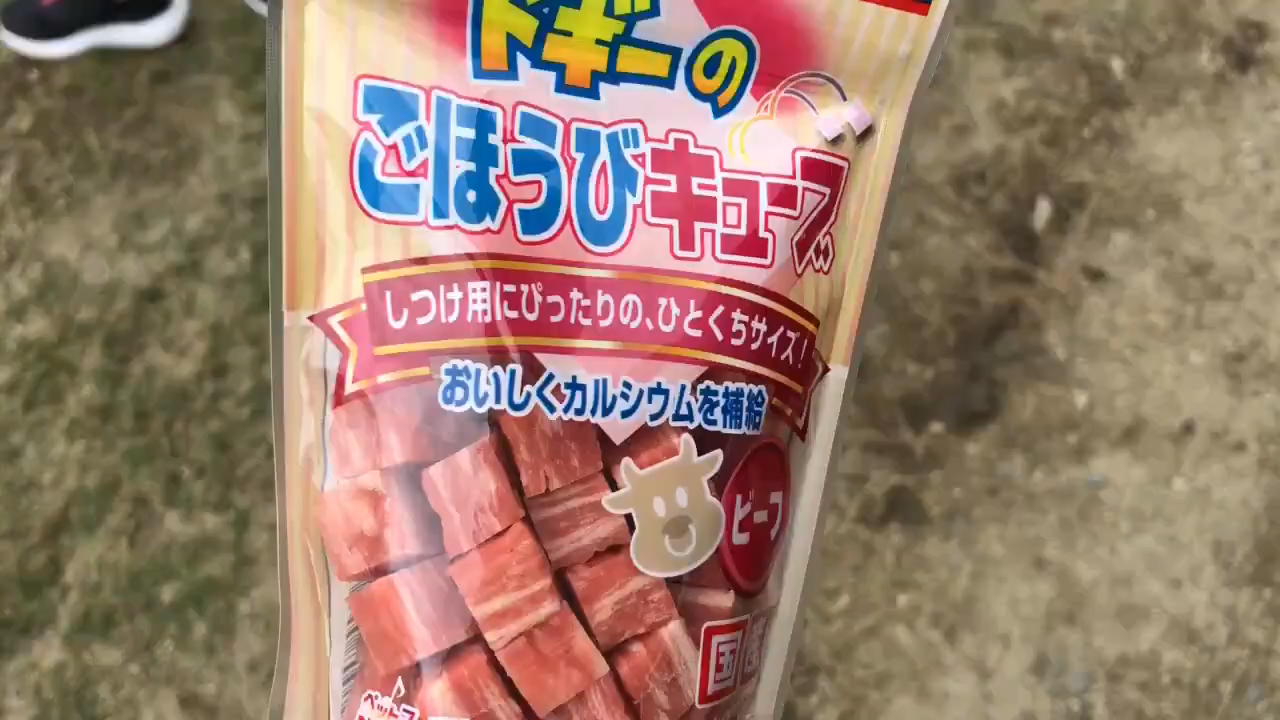 ドギーの
ごほうびキューブ
しつけ用にぴったりの、ひとくちサイズ!
おいしくカルシウムを補給
ビーフ
国産